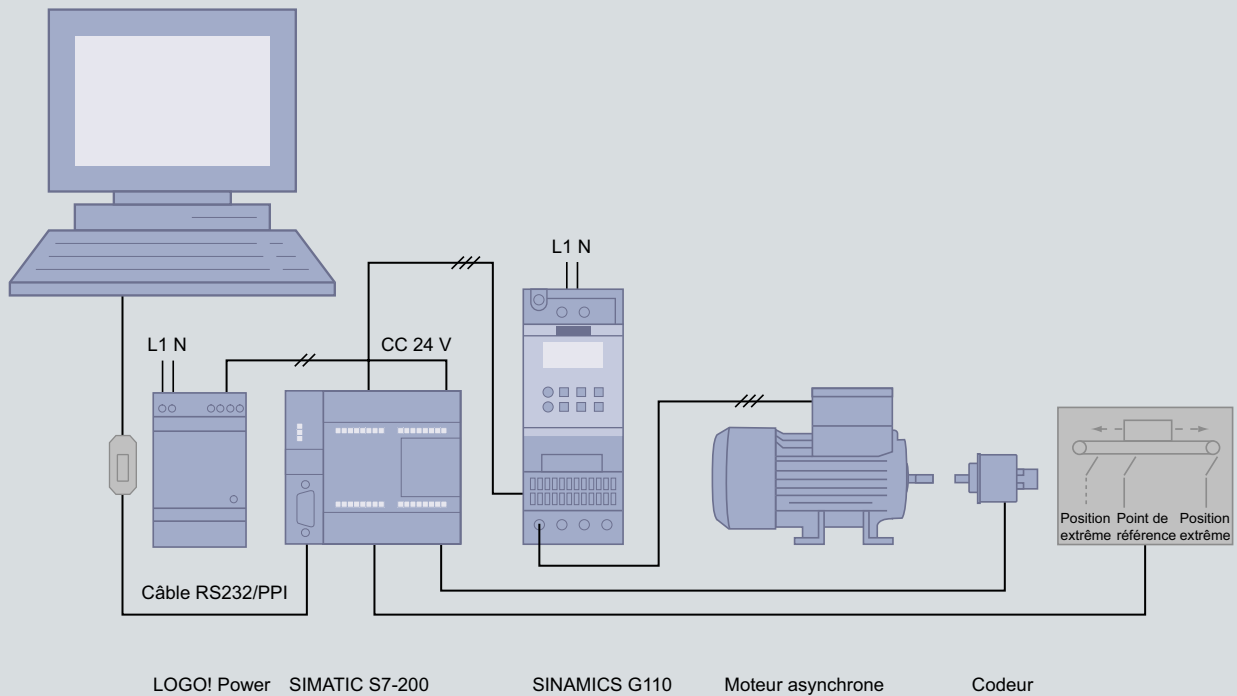 L1 N
L1 N
CC 24 V
Position extrême
Point de référence
Position extrême
Câble RS232/PPI
LOGO! Power
SIMATIC S7-200
SINAMICS G110
Moteur asynchrone
Codeur